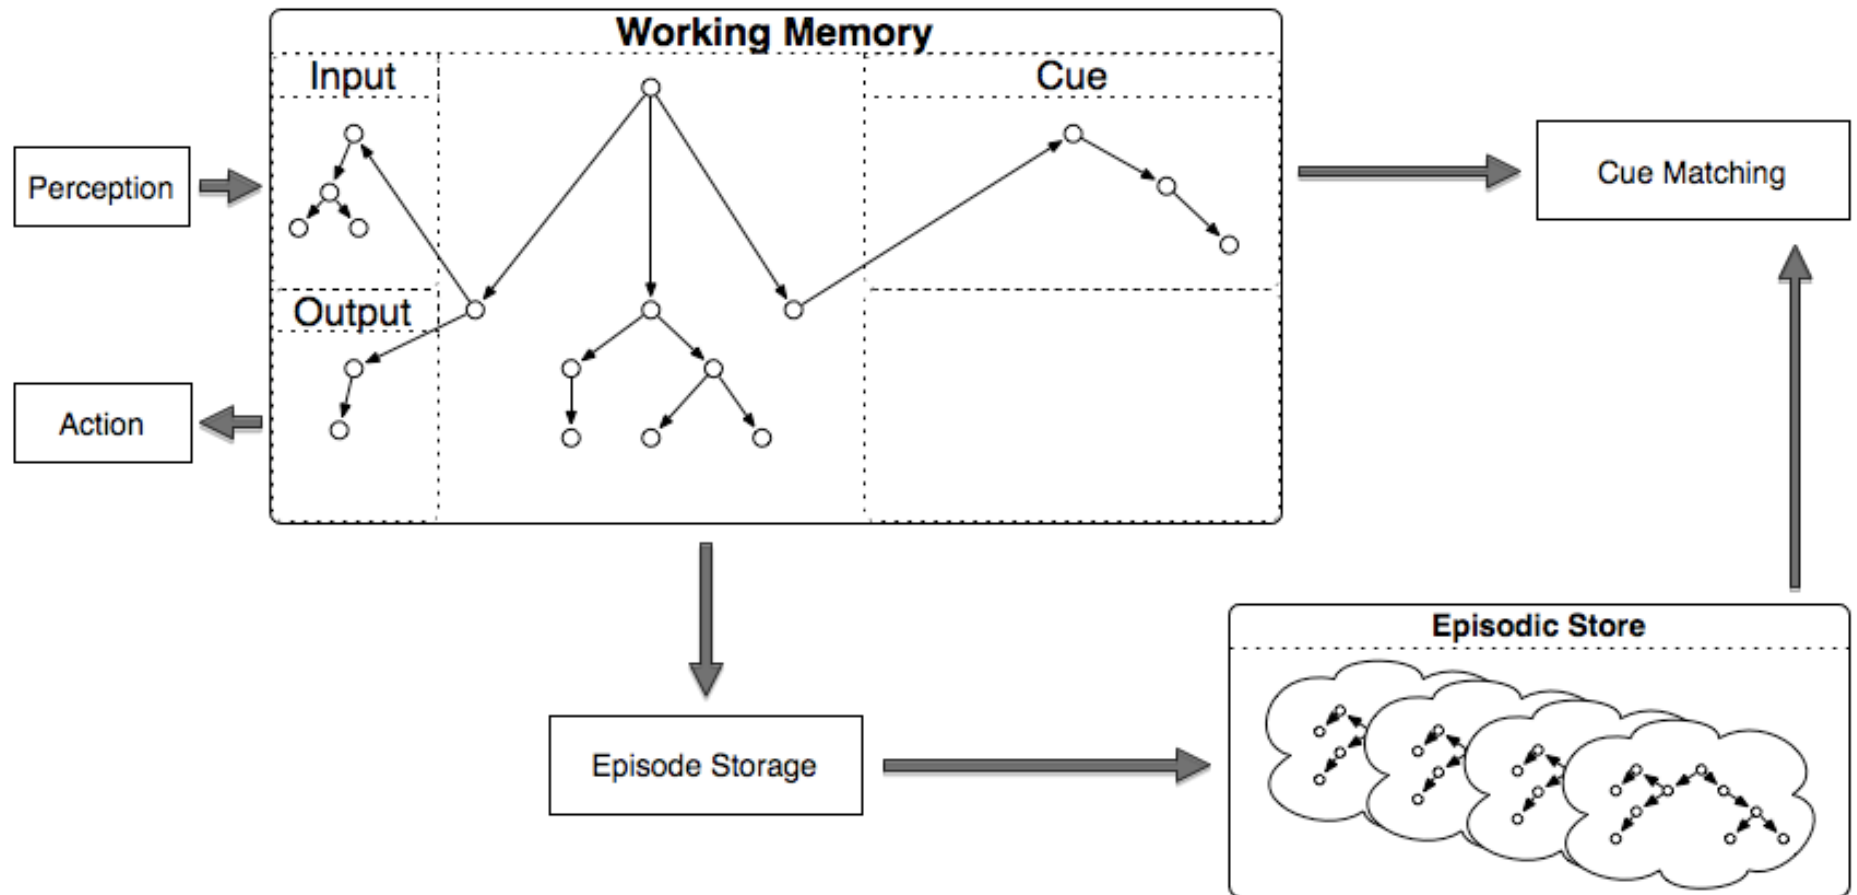 Working Memory
Input
Cue
Perception
Cue Matching
Output
Action
Episodic Store
Episode Storage